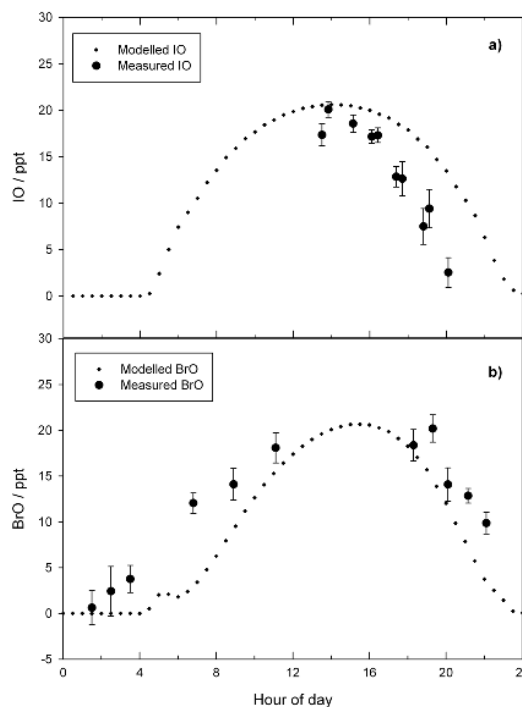 30
Modelled IO
Measured IO
a)
25
20
15
IO / ppt
10
5
0
30
Modelled BrO
Measured BrO
b)
25
20
15
BrO / ppt
10
5
0
-5
0 4 8 12 16 20 24
Hour of day